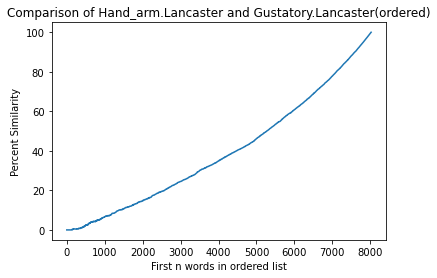 Comparison of Hand_arm.Lancaster and Gustatory.Lancaster(ordered)
100
80
60
40
20
0
Percent Similarity
0 1000 2000 3000 4000 5000 6000 7000 8000
First n words in ordered list